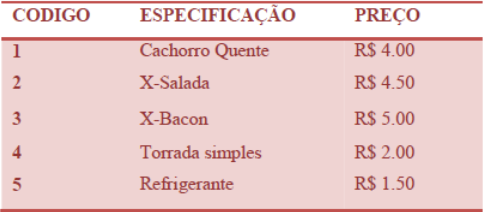 CODIGO ESPECIFICAÇÃO PREÇO
1 Cachorro Quente R$ 4.00
2 X-Salada R$ 4.50
3 X-Bacon R$ 5.00
4 Torrada simples R$ 2.00
5 Refrigerante R$ 1.50